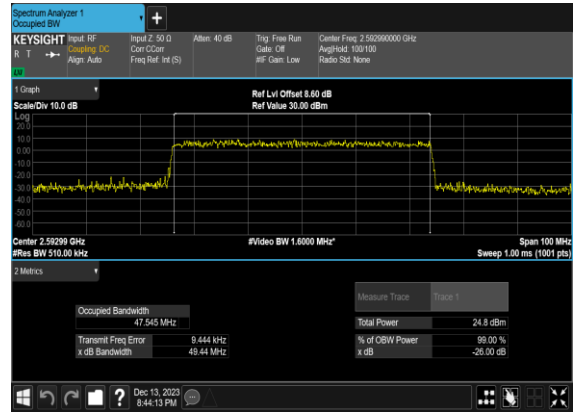 Spectrum Analyzer 1
Occupied BW
+
KEYSIGHT Input: RF Input Z: 50 Ω Atten: 40 dB Trig: Free Run Center Freq: 2.592990000 GHz
R T Coupling: DC Corr CCorr Gate: Off Avg|Hold: 100/100
Align: Auto Freq Ref: Int (S) #IF Gain: Low Radio Std: None
LW
1 Graph Ref Lvl Offset 8.60 dB
Scale/Div 10.0 dB Ref Value 30.00 dBm
Log
20.0
10.0
0.00
-10.0
-20.0
-30.0
-40.0
-50.0
-60.0
Center 2.59299 GHz #Video BW 1.6000 MHz* Span 100 MHz
#Res BW 510.00 kHz Sweep 1.00 ms (1001 pts)
2 Metrics
Measure Trace Trace 1
Occupied Bandwidth
47.545 MHz Total Power 24.8 dBm
Transmit Freq Error 9.444 kHz % of OBW Power 99.00 %
x dB Bandwidth 49.44 MHz x dB -26.00 dB
? Dec 13, 2023
8:44:13 PM